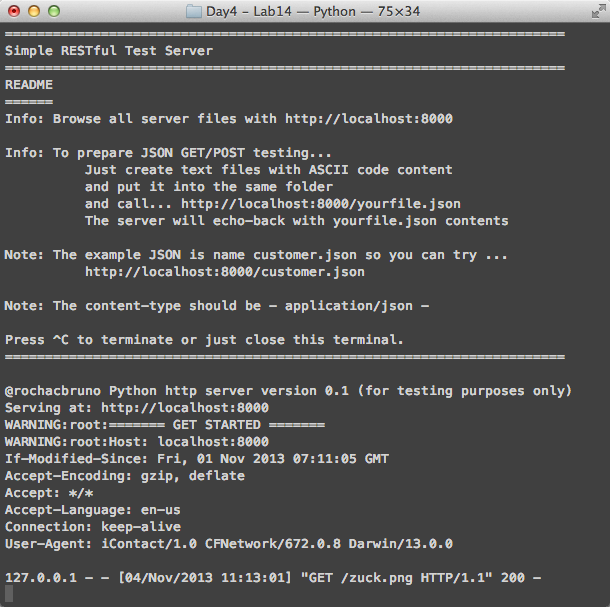 Day4 – Lab14 — Python — 75×34
======================================================================
Simple RESTful Test Server
======================================================================
README
======
Info: Browse all server files with http://localhost:8000
Info: To prepare JSON GET/POST testing...
Just create text files with ASCII code content
and put it into the same folder
and call... http://localhost:8000/yourfile.json
The server will echo-back with yourfile.json contents
Note: The example JSON is name customer.json so you can try ...
http://localhost:8000/customer.json
Note: The content-type should be - application/json -
Press ^C to terminate or just close this terminal.
======================================================================
@rochacbruno Python http server version 0.1 (for testing purposes only)
Serving at: http://localhost:8000
WARNING:root:======= GET STARTED =======
WARNING:root:Host: localhost:8000
If-Modified-Since: Fri, 01 Nov 2013 07:11:05 GMT
Accept-Encoding: gzip, deflate
Accept: */*
Accept-Language: en-us
Connection: keep-alive
User-Agent: iContact/1.0 CFNetwork/672.0.8 Darwin/13.0.0
127.0.0.1 - - [04/Nov/2013 11:13:01] "GET /zuck.png HTTP/1.1" 200 -